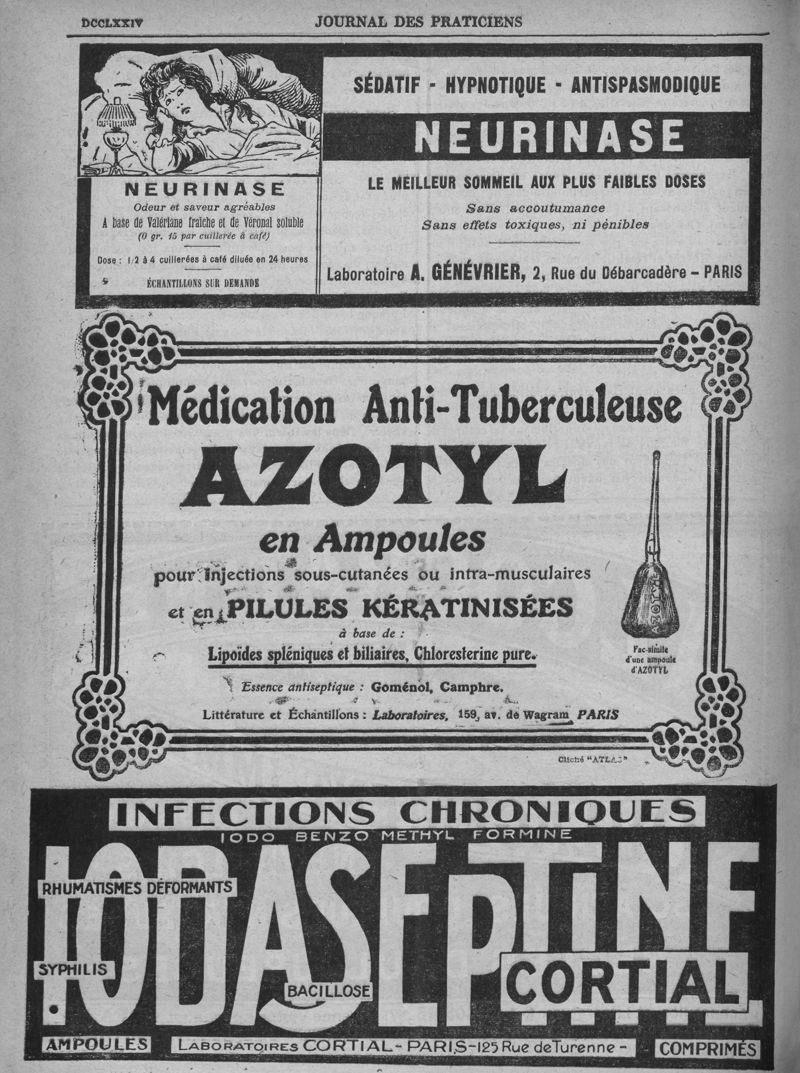 DCCLXXIV
JOURNAL DES PRATICIENS
NEURINASE
Odeur et saveur agréables
A base de Valériane fraîche et de Véronal soluble
(0 gr. 15 par cuillerée à café)
Dose : 1/2 à 4 cuillerées à café diluée en 24 heures
ÉCHANTILLONS SUR DEMANDE
SÉDATIF - HYPNOTIQUE - ANTISPASMODIQUE
NEURINASE
LE MEILLEUR SOMMEIL AUX PLUS FAIBLES DOSES
Sans accoutumance
Sans effets toxiques, ni pénibles
Laboratoire A. GÉNÉVRIER, 2, Rue du Débarcadère - PARIS
Médication Anti-Tuberculeuse
AZOTYL
en Ampoules
pour injections sous-cutanées ou intra-musculaires
et en PILULES KÉRATINISÉES
à base de :
Lipoïdes spléniques et biliaires, Chloresterine pure.
Essence antiseptique : Goménol, Camphre.
Littérature et Échantillons : Laboratoires, 159, av. de Wagram PARIS
AZOTYL
Fac-similé
d'une ampoule
d'AZOTYL
Cliché "ATLAS"
INFECTIONS CHRONIQUES
IODO BENZO METHYL FORMINE
IODASEPTINE
RHUMATISMES DÉFORMANTS
SYPHILIS
BACILLOSE
CORTIAL
AMPOULES
LABORATOIRES CORTIAL - PARIS - 125 Rue de Turenne -
COMPRIMÉS